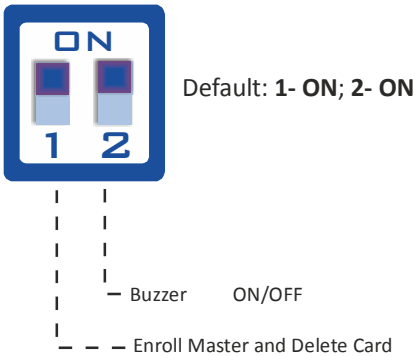 ON
1 2
Default: 1- ON; 2- ON
Buzzer ON/OFF
Enroll Master and Delete Card